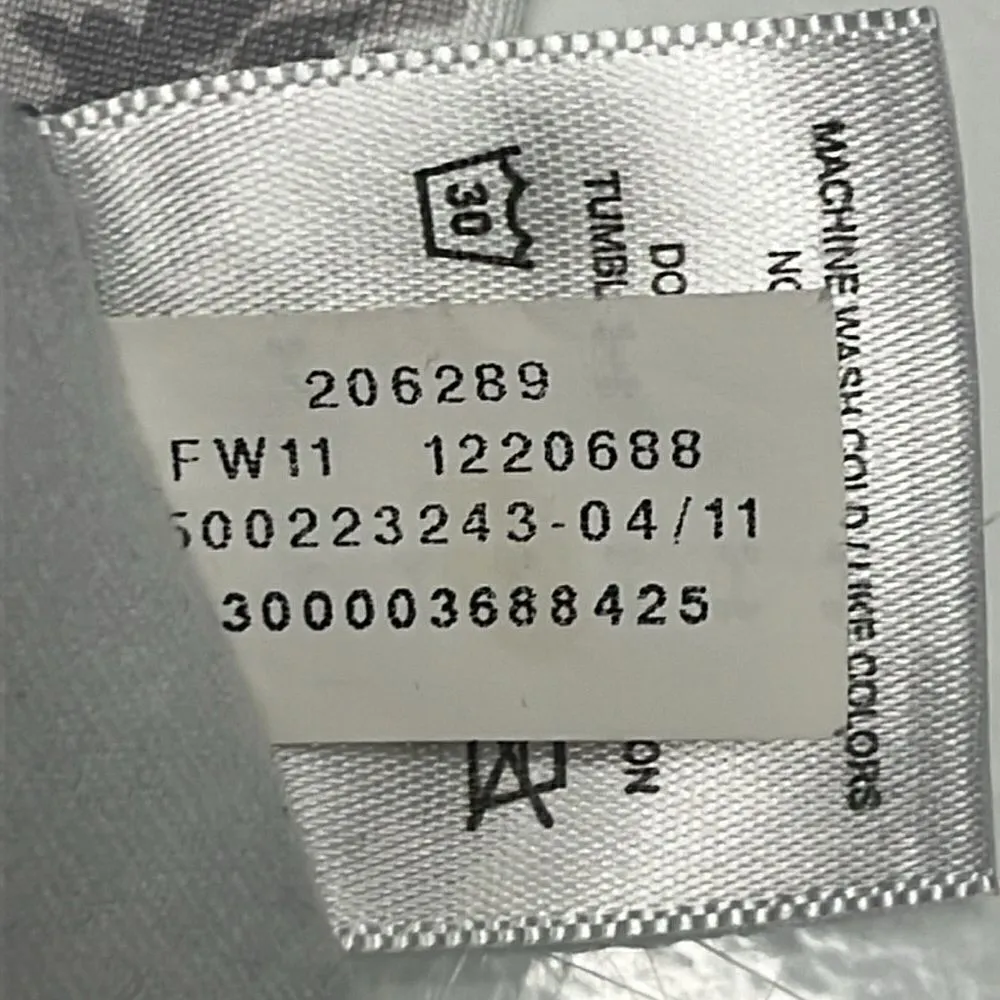 206289
FW11 1220688
500223243-04/11
300003688425
MACHINE WASH COLD / LIKE COLORS
30